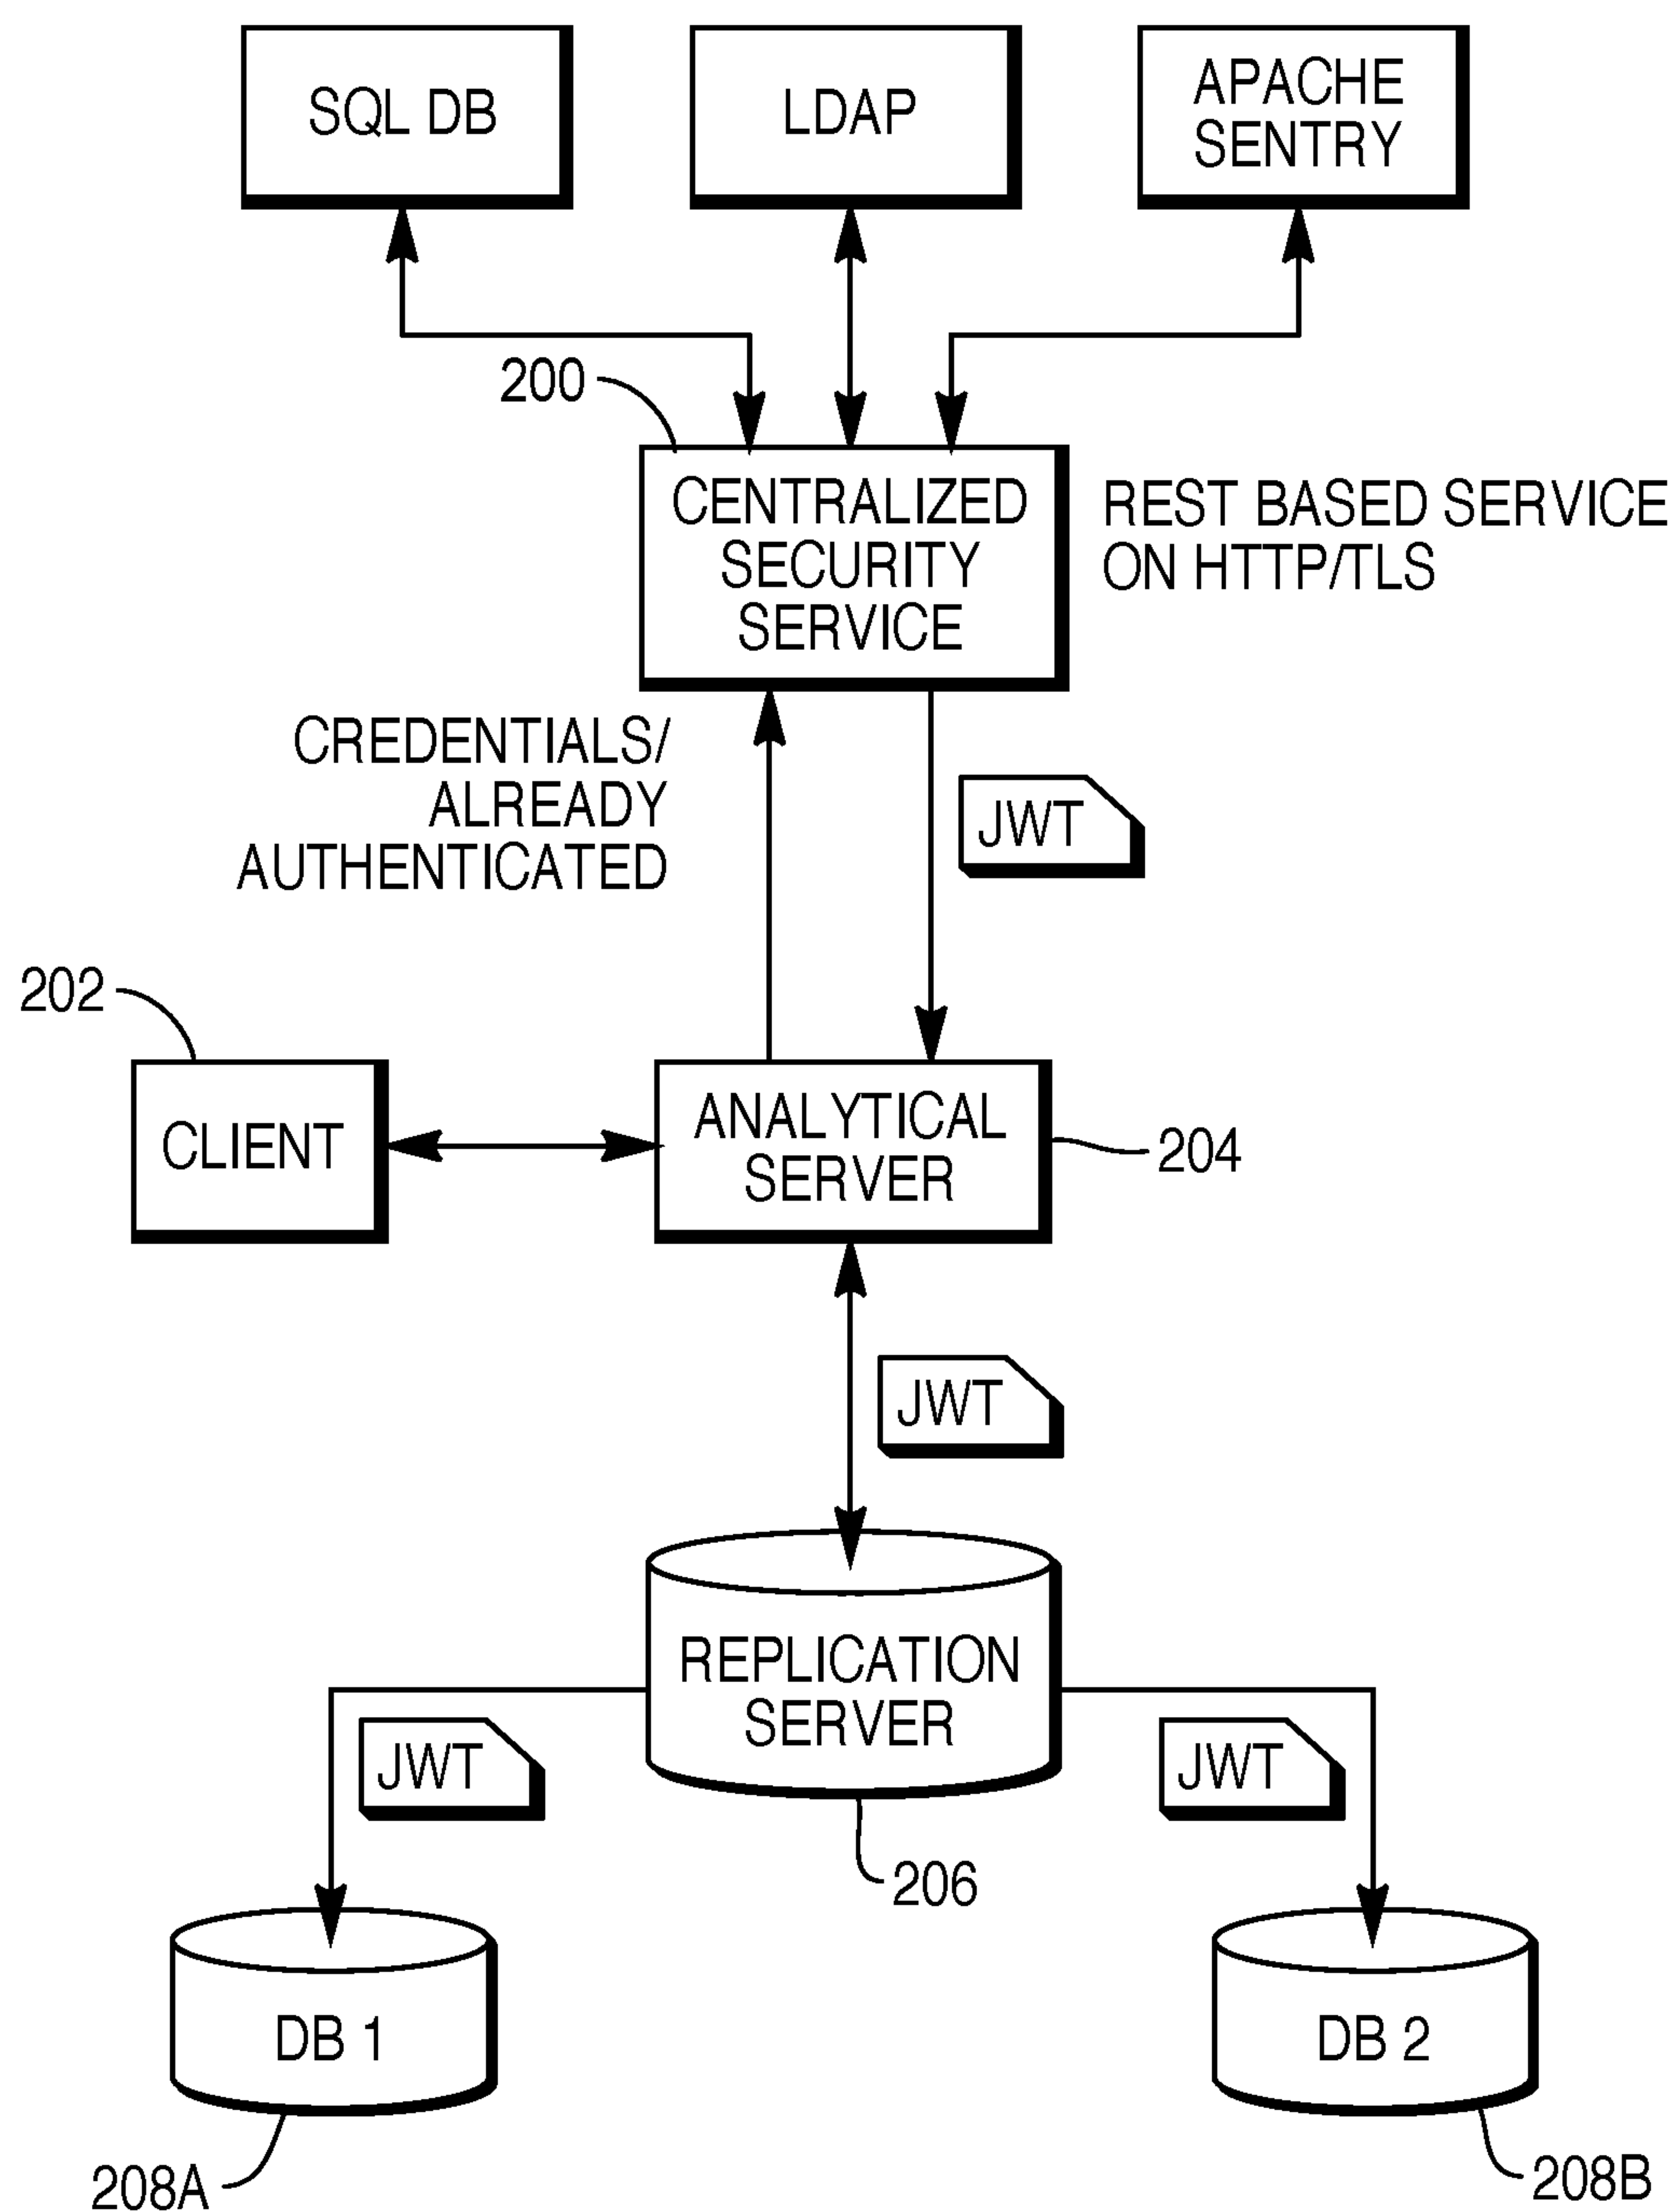 SQL DB
LDAP
APACHE
SENTRY
200
CENTRALIZED
SECURITY
SERVICE
REST BASED SERVICE
ON HTTP/TLS
CREDENTIALS/
ALREADY
AUTHENTICATED
JWT
202
CLIENT
ANALYTICAL
SERVER
204
JWT
REPLICATION
SERVER
JWT
JWT
206
DB 1
DB 2
208A
208B